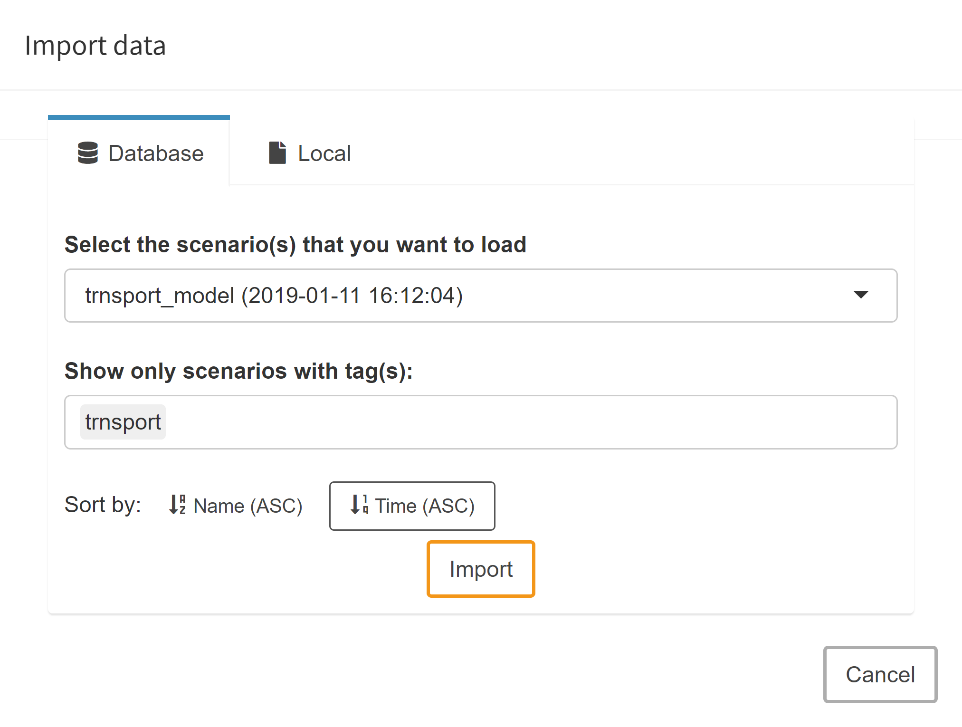 Import data
Database Local
Select the scenario(s) that you want to load
trnsport_model (2019-01-11 16:12:04)
Show only scenarios with tag(s):
trnsport
Sort by: Name (ASC) Time (ASC)
Import
Cancel